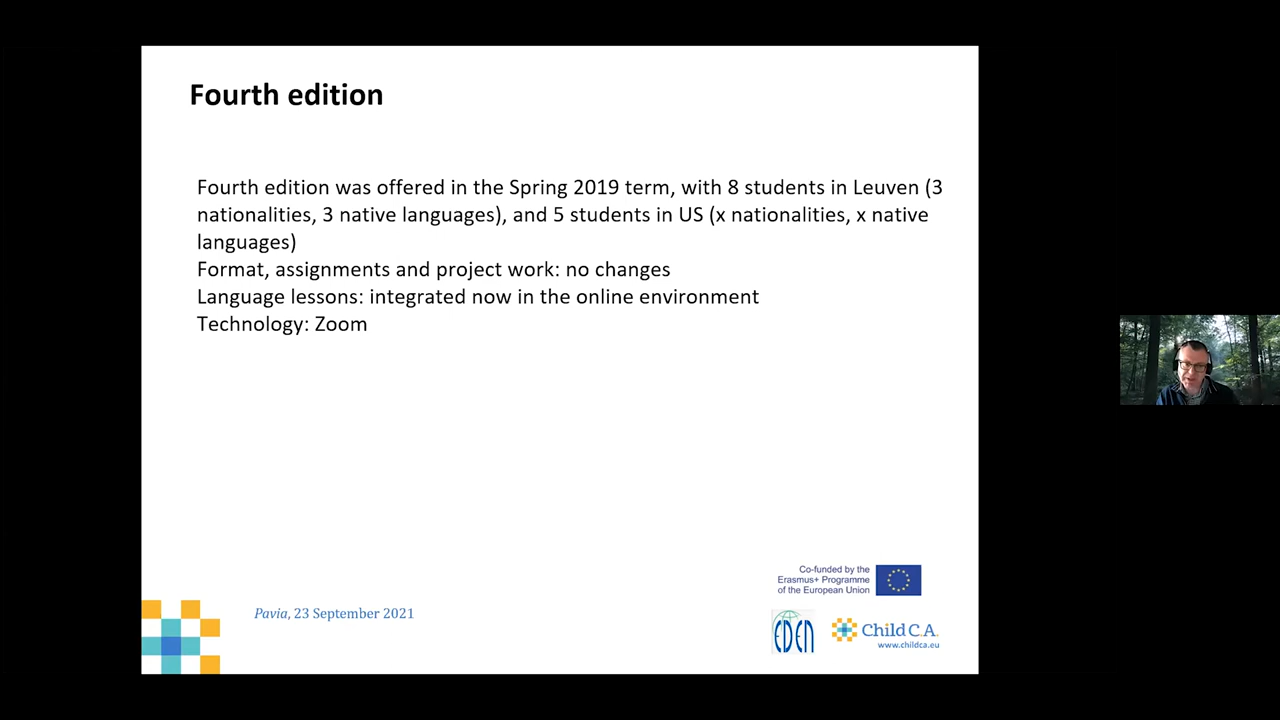 Fourth edition
Fourth edition was offered in the Spring 2019 term, with 8 students in Leuven (3
nationalities, 3 native languages), and 5 students in US (x nationalities, x native
languages)
Format, assignments and project work: no changes
Language lessons: integrated now in the online environment
Technology: Zoom
Co-funded by the
Erasmus+ Programme
of the European Union
Pavia, 23 September 2021
EDEN
Child C.A.
www.childca.eu